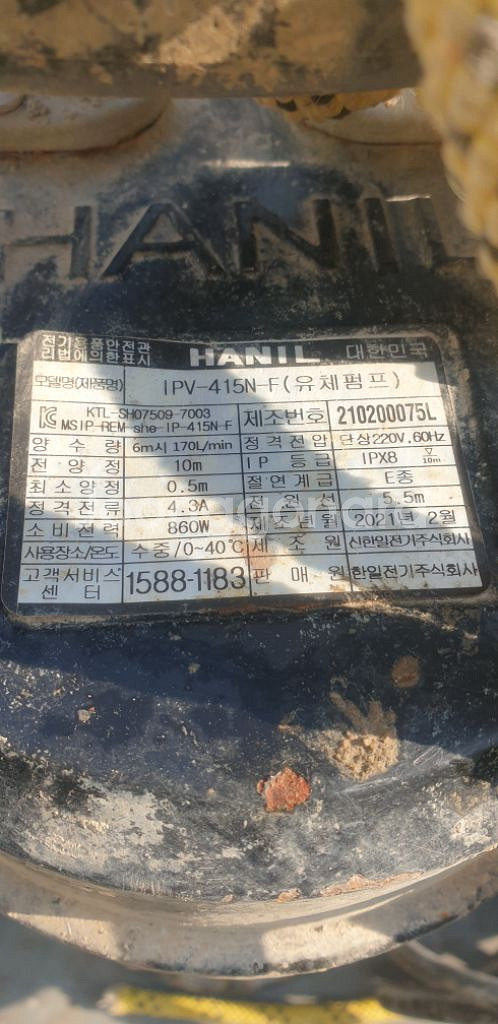 HANIL
전기용품안전관
리법에의한표시
HANIL 대한민국
모델명(제품명) IPV-415N-F(유체펌프)
KTL-SH07509-7003
MSIP-REM-she-IP-415N-F
제조번호 210200075L
양수량 6m시 170L/min 정격전압 단상220V, 60Hz
전양정 10m IP등급 IPX8 10m
최소양정 0.5m 절연계급 E종
정격전류 4.3A 전원선 5.5m
소비전력 860W 제조년월 2021년 2월
사용장소/온도 수중/0~40℃ 제조원 신한일전기주식회사
고객서비스
센터
1588-1183 판매원 한일전기주식회사